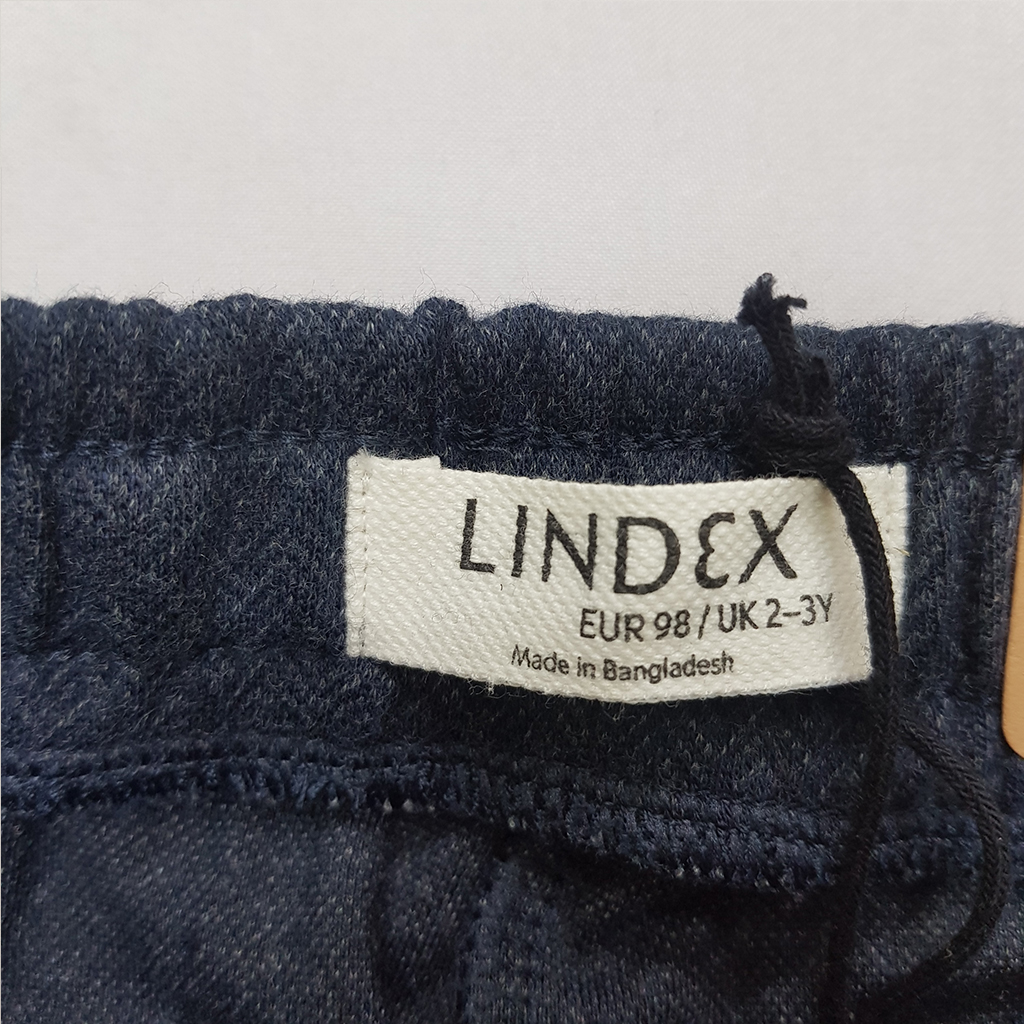 LINDEX
EUR 98 / UK 2-3Y
Made in Bangladesh